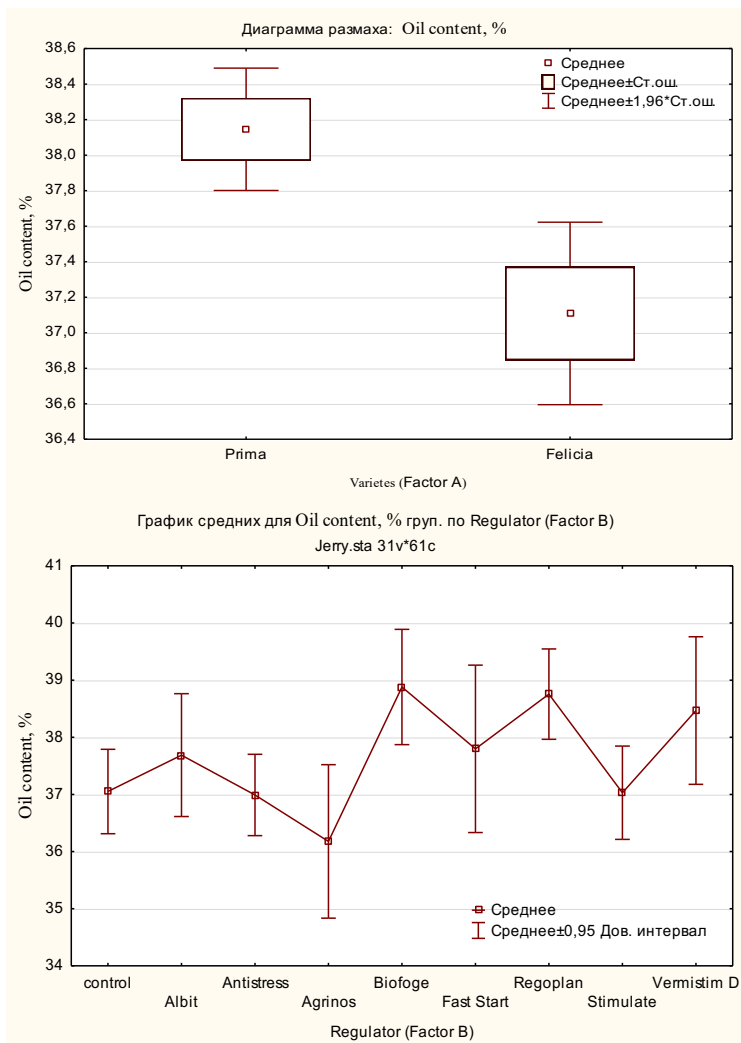 Диаграмма размаха: Oil content, %
38,6
38,4
38,2
38,0
37,8
37,6
37,4
37,2
37,0
36,8
36,6
36,4
Oil content, %
Среднее
Среднее±Ст.ош.
Среднее±1,96*Ст.ош.
Prima
Felicia
Varietes (Factor A)
График средних для Oil content, % груп. по Regulator (Factor B)
Jerry.sta 31v*61c
41
40
39
38
37
36
35
34
Oil content, %
Среднее
Среднее±0,95 Дов. интервал
control
Albit
Antistress
Agrinos
Biofoge
Fast Start
Regoplan
Stimulate
Vermistim D
Regulator (Factor B)